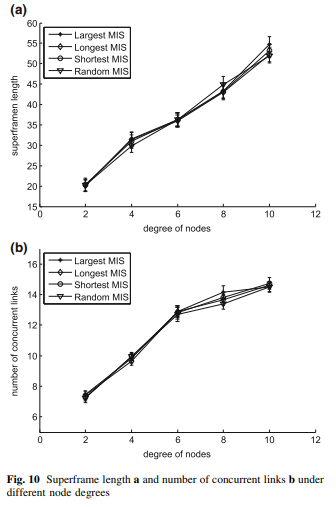 (a)
60
55
50
45
40
35
30
25
20
15
superframen length
Largest MIS
Longest MIS
Shortest MIS
Random MIS
0 2 4 6 8 10 12
degree of nodes
(b)
16
14
12
10
8
6
number of concurrent links
Largest MIS
Longest MIS
Shortest MIS
Random MIS
0 2 4 6 8 10 12
degree of nodes
Fig. 10 Superframe length a and number of concurrent links b under
different node degrees